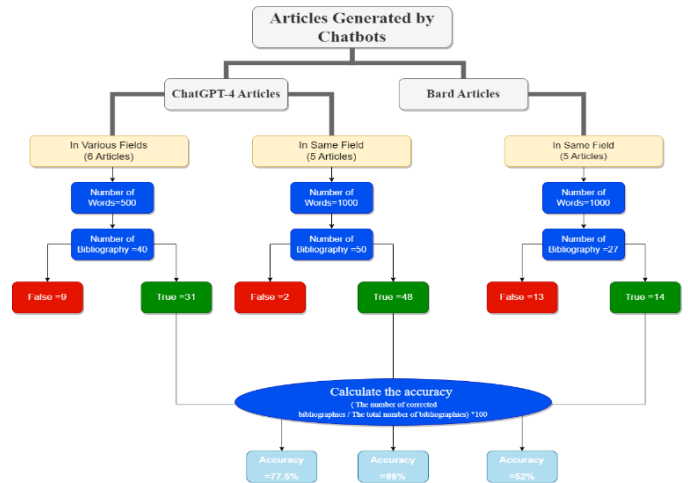 Articles Generated by
Chatbots
ChatGPT-4 Articles
Bard Articles
In Various Fields
(6 Articles)
In Same Field
(5 Articles)
In Same Field
(5 Articles)
Number of
Words=500
Number of
Words=1000
Number of
Words=1000
Number of
Bibliography =40
Number of
Bibliography =50
Number of
Bibliography =27
False =9
True =31
False =2
True =48
False =13
True =14
Calculate the accuracy
( The number of corrected
bibliographies / The total number of bibliographies) *100
Accuracy
=77.5%
Accuracy
=96%
Accuracy
=52%